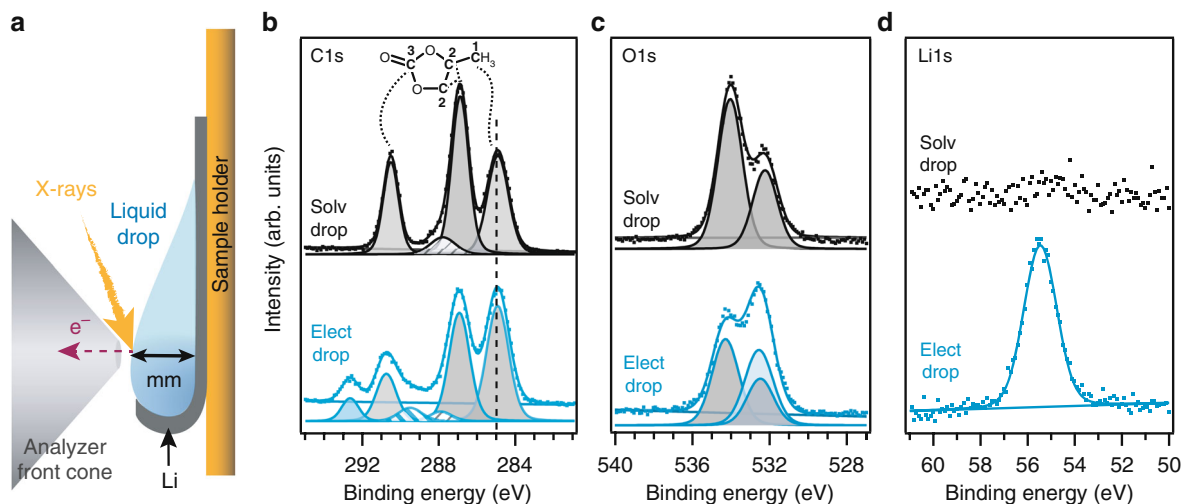 a
X-rays
Liquid
drop
Sample holder
e−
mm
Analyzer
front cone
Li
b
C1s
3
O
2
1
O=C
C
CH3
O
C
2
Solv
drop
Elect
drop
Intensity (arb. units)
292
288
284
Binding energy (eV)
c
O1s
Solv
drop
Elect
drop
540
536
532
528
Binding energy (eV)
d
Li1s
Solv
drop
Elect
drop
60
58
56
54
52
50
Binding energy (eV)